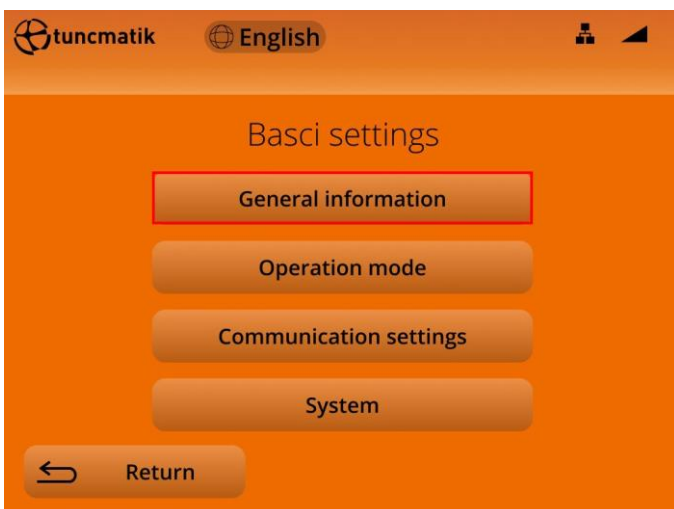 tuncmatik English
Basci settings
General information
Operation mode
Communication settings
System
Return